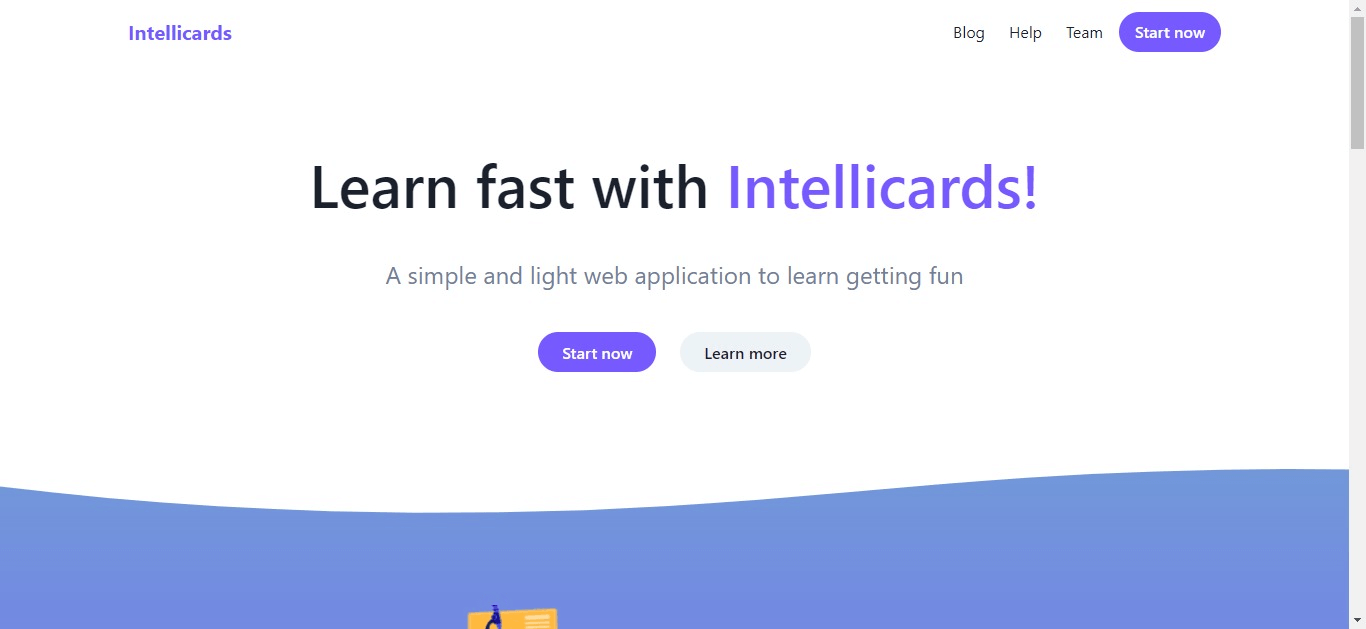 Intellicards
Blog Help Team Start now
Learn fast with Intellicards!
A simple and light web application to learn getting fun
Start now Learn more